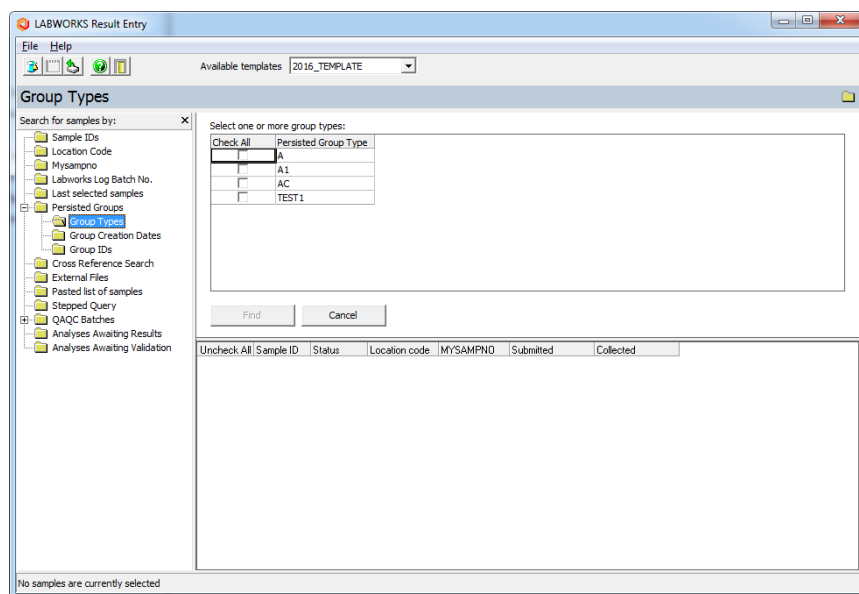 LABWORKS Result Entry
File Help
Available templates 2016_TEMPLATE
Group Types
Search for samples by:
Sample IDs
Location Code
Mysampno
Labworks Log Batch No.
Last selected samples
Persisted Groups
Group Types
Group Creation Dates
Group IDs
Cross Reference Search
External Files
Pasted list of samples
Stepped Query
QAQC Batches
Analyses Awaiting Results
Analyses Awaiting Validation
Select one or more group types:
Check All Persisted Group Type
A
A1
AC
TEST1
Find Cancel
Uncheck All Sample ID Status Location code MYSAMPNO Submitted Collected
No samples are currently selected